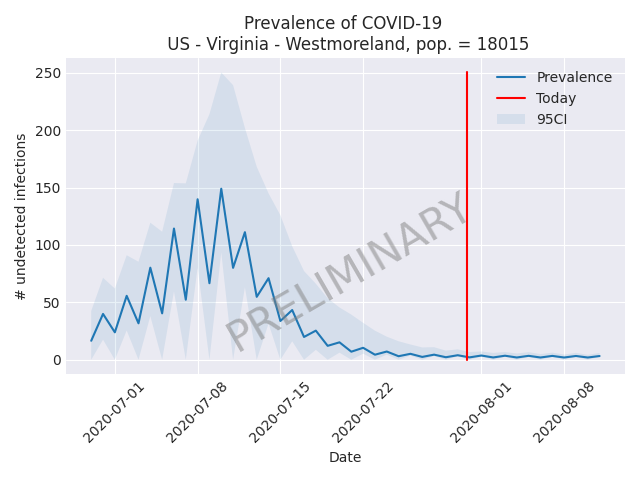 Prevalence of COVID-19
US - Virginia - Westmoreland, pop. = 18015
250
200
150
100
50
0
# undetected infections
Prevalence
Today
95CI
PRELIMINARY
2020-07-01
2020-07-08
2020-07-15
2020-07-22
2020-08-01
2020-08-08
Date